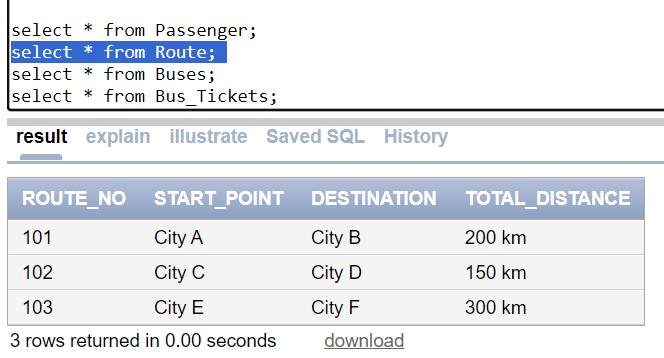 select * from Passenger;
select * from Route;
select * from Buses;
select * from Bus_Tickets;
result explain illustrate Saved SQL History
ROUTE_NO START_POINT DESTINATION TOTAL_DISTANCE
101 City A City B 200 km
102 City C City D 150 km
103 City E City F 300 km
3 rows returned in 0.00 seconds download